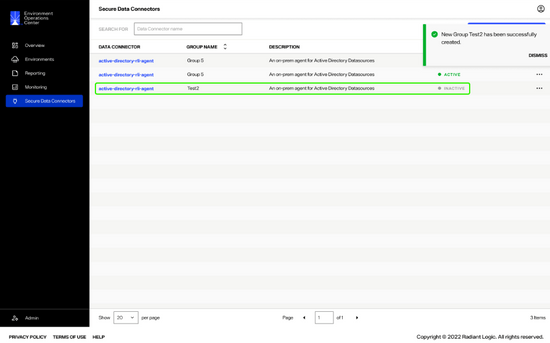 Environment
Operations
Center
Overview
Environments
Reporting
Monitoring
Secure Data Connectors
Admin
Secure Data Connectors
SEARCH FOR Data Connector name
New Group Test2 has been successfully
created.
DISMISS
DATA CONNECTOR GROUP NAME DESCRIPTION
active-directory-rli-agent Group 5 An on-prem agent for Active Directory Datasources
active-directory-rli-agent Group 5 An on-prem agent for Active Directory Datasources ACTIVE ...
active-directory-rli-agent Test2 An on-prem agent for Active Directory Datasources INACTIVE ...
Show 20 per page Page 1 of 1 3 Items
PRIVACY POLICY TERMS OF USE HELP Copyright © 2022 Radiant Logic. All rights reserved.